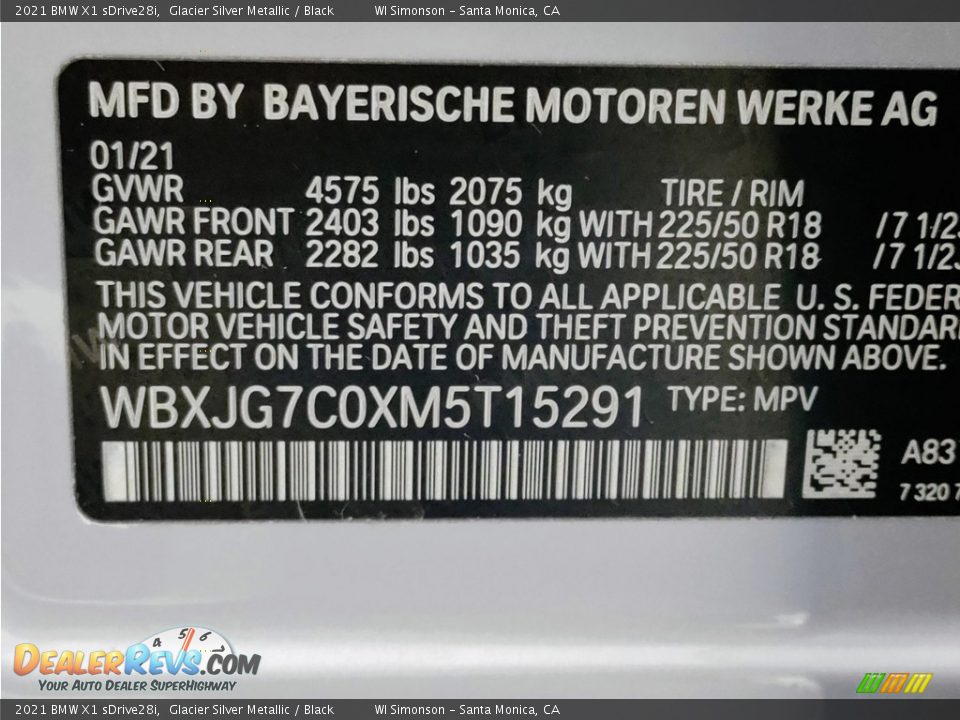 2021 BMW X1 sDrive28i, Glacier Silver Metallic / Black WI Simonson - Santa Monica, CA
MFD BY BAYERISCHE MOTOREN WERKE AG
01/21
GVWR 4575 lbs 2075 kg TIRE / RIM
GAWR FRONT 2403 lbs 1090 kg WITH 225/50 R18 /7 1/2
GAWR REAR 2282 lbs 1035 kg WITH 225/50 R18 /7 1/2
THIS VEHICLE CONFORMS TO ALL APPLICABLE U. S. FEDER
MOTOR VEHICLE SAFETY AND THEFT PREVENTION STANDAR
IN EFFECT ON THE DATE OF MANUFACTURE SHOWN ABOVE.
WBXJG7C0XM5T15291 TYPE: MPV
A83
7 320 7
4 5 6
DEALERREVS.COM
YOUR AUTO DEALER SUPERHIGHWAY
2021 BMW X1 sDrive28i, Glacier Silver Metallic / Black WI Simonson - Santa Monica, CA